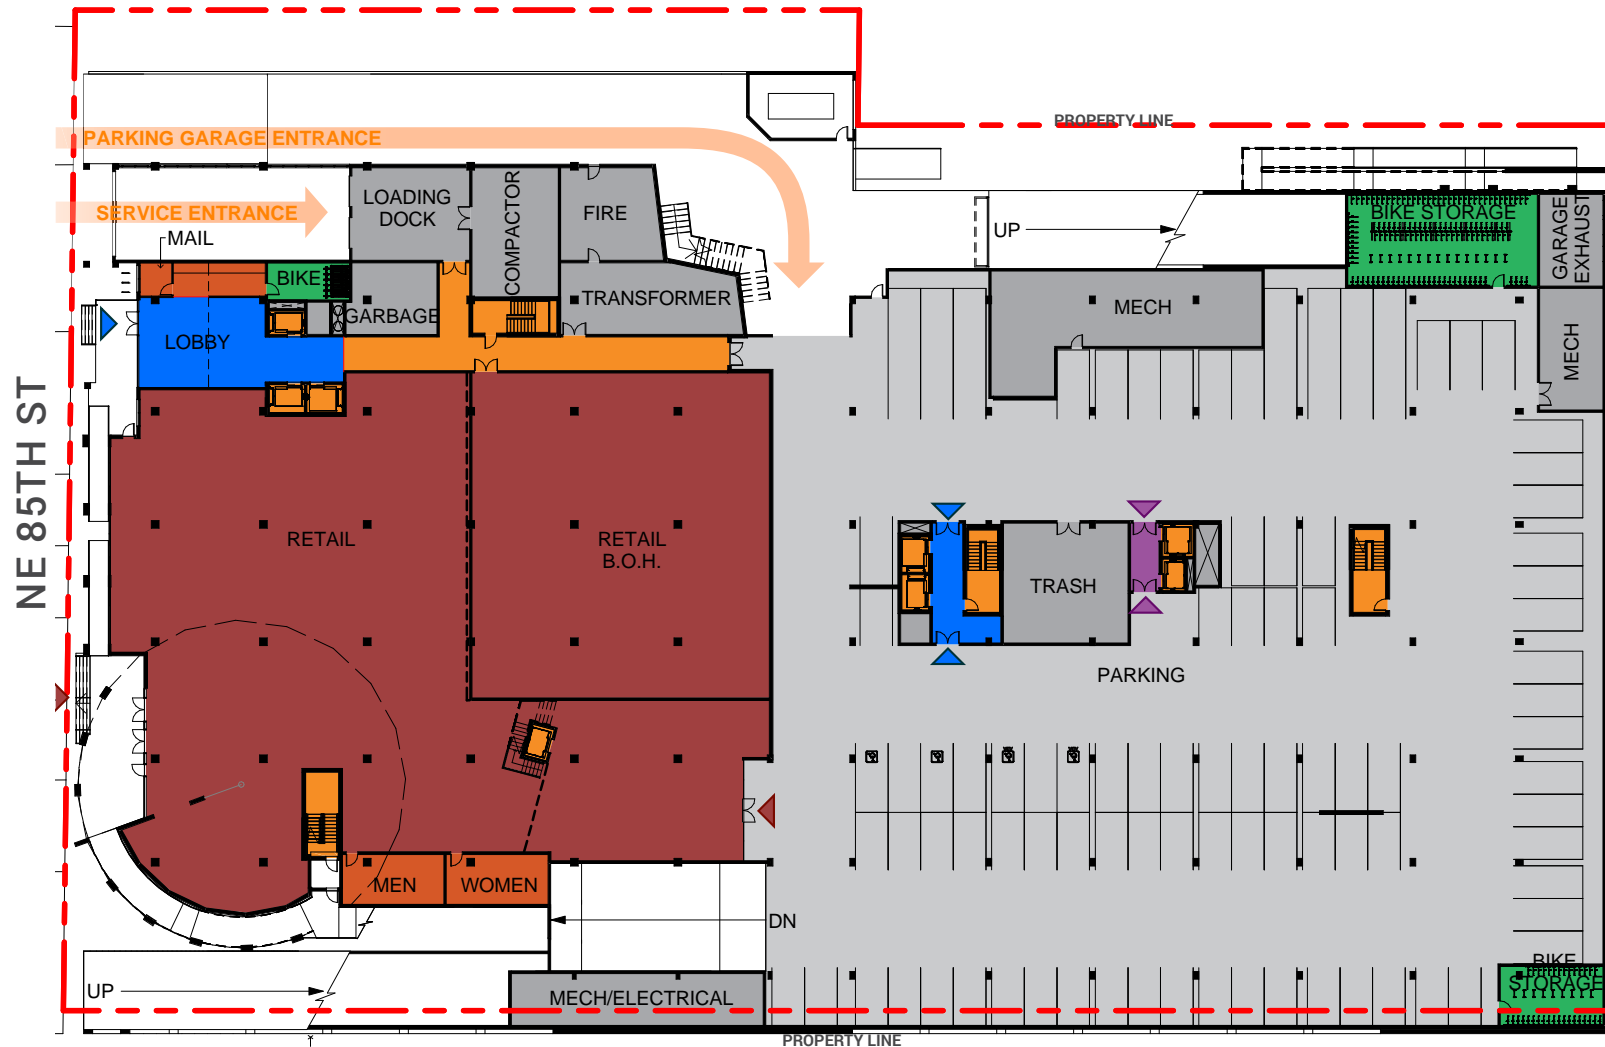 PROPERTY LINE
PARKING GARAGE ENTRANCE
LOADING
DOCK
COMPACTOR
FIRE
SERVICE ENTRANCE
BIKE STORAGE
GARAGE
EXHAUST
UP
MAIL
BIKE
GARBAGE
TRANSFORMER
MECH
LOBBY
MECH
NE 85TH ST
RETAIL
RETAIL
B.O.H.
TRASH
PARKING
MEN
WOMEN
DN
BIKE
STORAGE
UP
MECH/ELECTRICAL
PROPERTY LINE